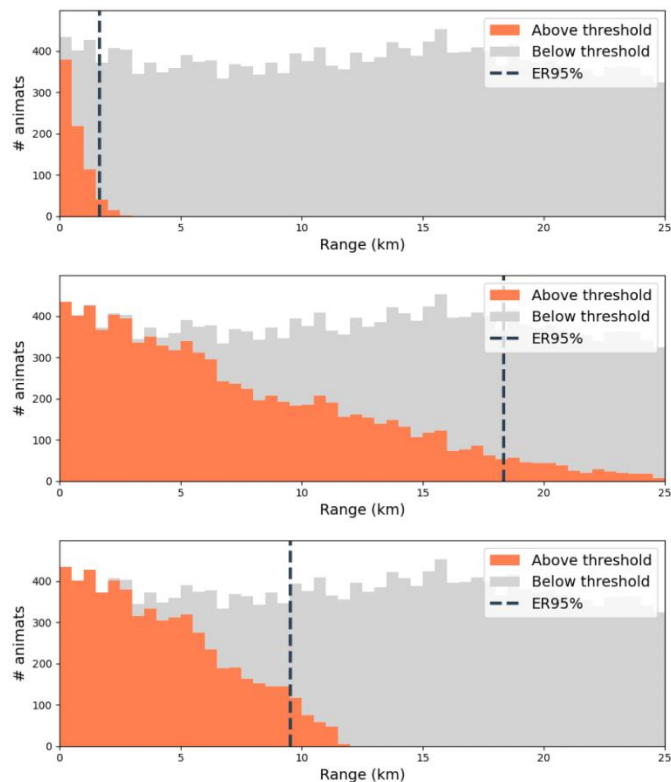 400
300
200
100
0
# animats
Above threshold
Below threshold
ER95%
0 5 10 15 20 25
Range (km)
400
300
200
100
0
# animats
Above threshold
Below threshold
ER95%
0 5 10 15 20 25
Range (km)
400
300
200
100
0
# animats
Above threshold
Below threshold
ER95%
0 5 10 15 20 25
Range (km)